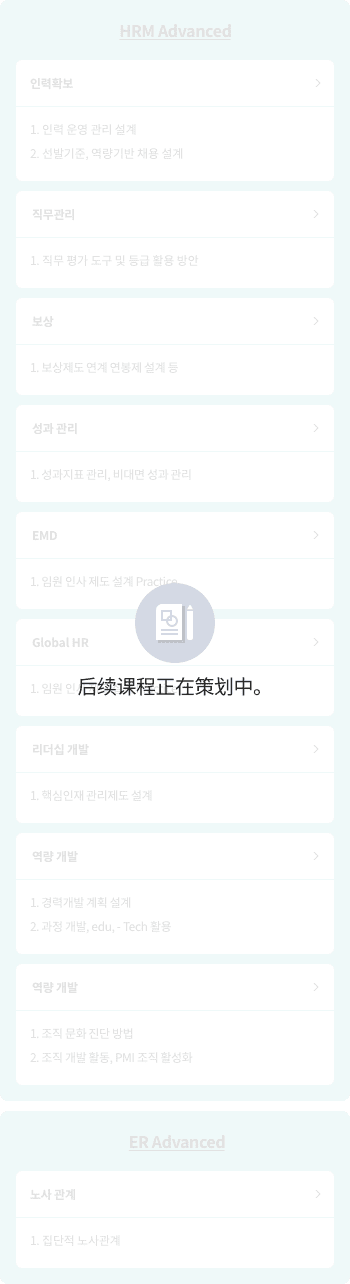 HRM Advanced
인력확보
1. 인력 운영 관리 설계
2. 선발기준, 역량기반 채용 설계
직무관리
1. 직무 평가 도구 및 등급 활용 방안
보상
1. 보상제도 연계 연봉제 설계 등
성과 관리
1. 성과지표 관리, 비대면 성과 관리
EMD
1. 임원 인사 제도 설계 Practice
Global HR
1. 임원 인
后续课程正在策划中。
리더십 개발
1. 핵심인재 관리제도 설계
역량 개발
1. 경력개발 계획 설계
2. 과정 개발, edu, - Tech 활용
역량 개발
1. 조직 문화 진단 방법
2. 조직 개발 활동, PMI 조직 활성화
ER Advanced
노사 관계
1. 집단적 노사관계